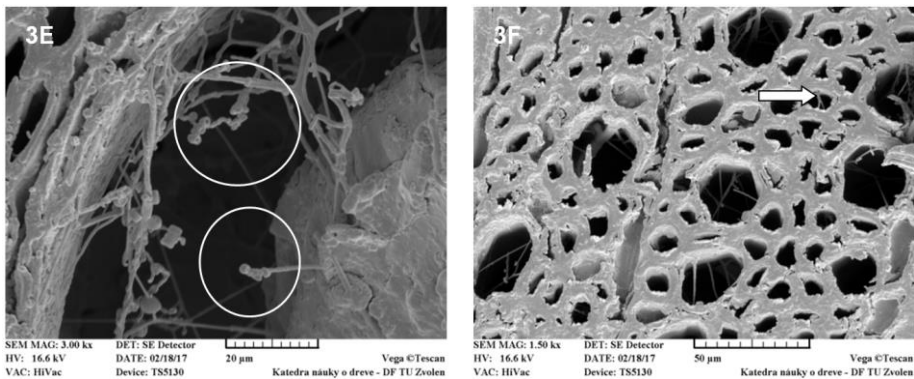 3E
SEM MAG: 3.00 kx DET: SE Detector
HV: 16.6 kV DATE: 02/18/17 20 µm Vega ©Tescan
VAC: HiVac Device: TS5130 Katedra náuky o dreve - DF TU Zvolen
3F
SEM MAG: 1.50 kx DET: SE Detector
HV: 16.6 kV DATE: 02/18/17 50 µm Vega ©Tescan
VAC: HiVac Device: TS5130 Katedra náuky o dreve - DF TU Zvolen